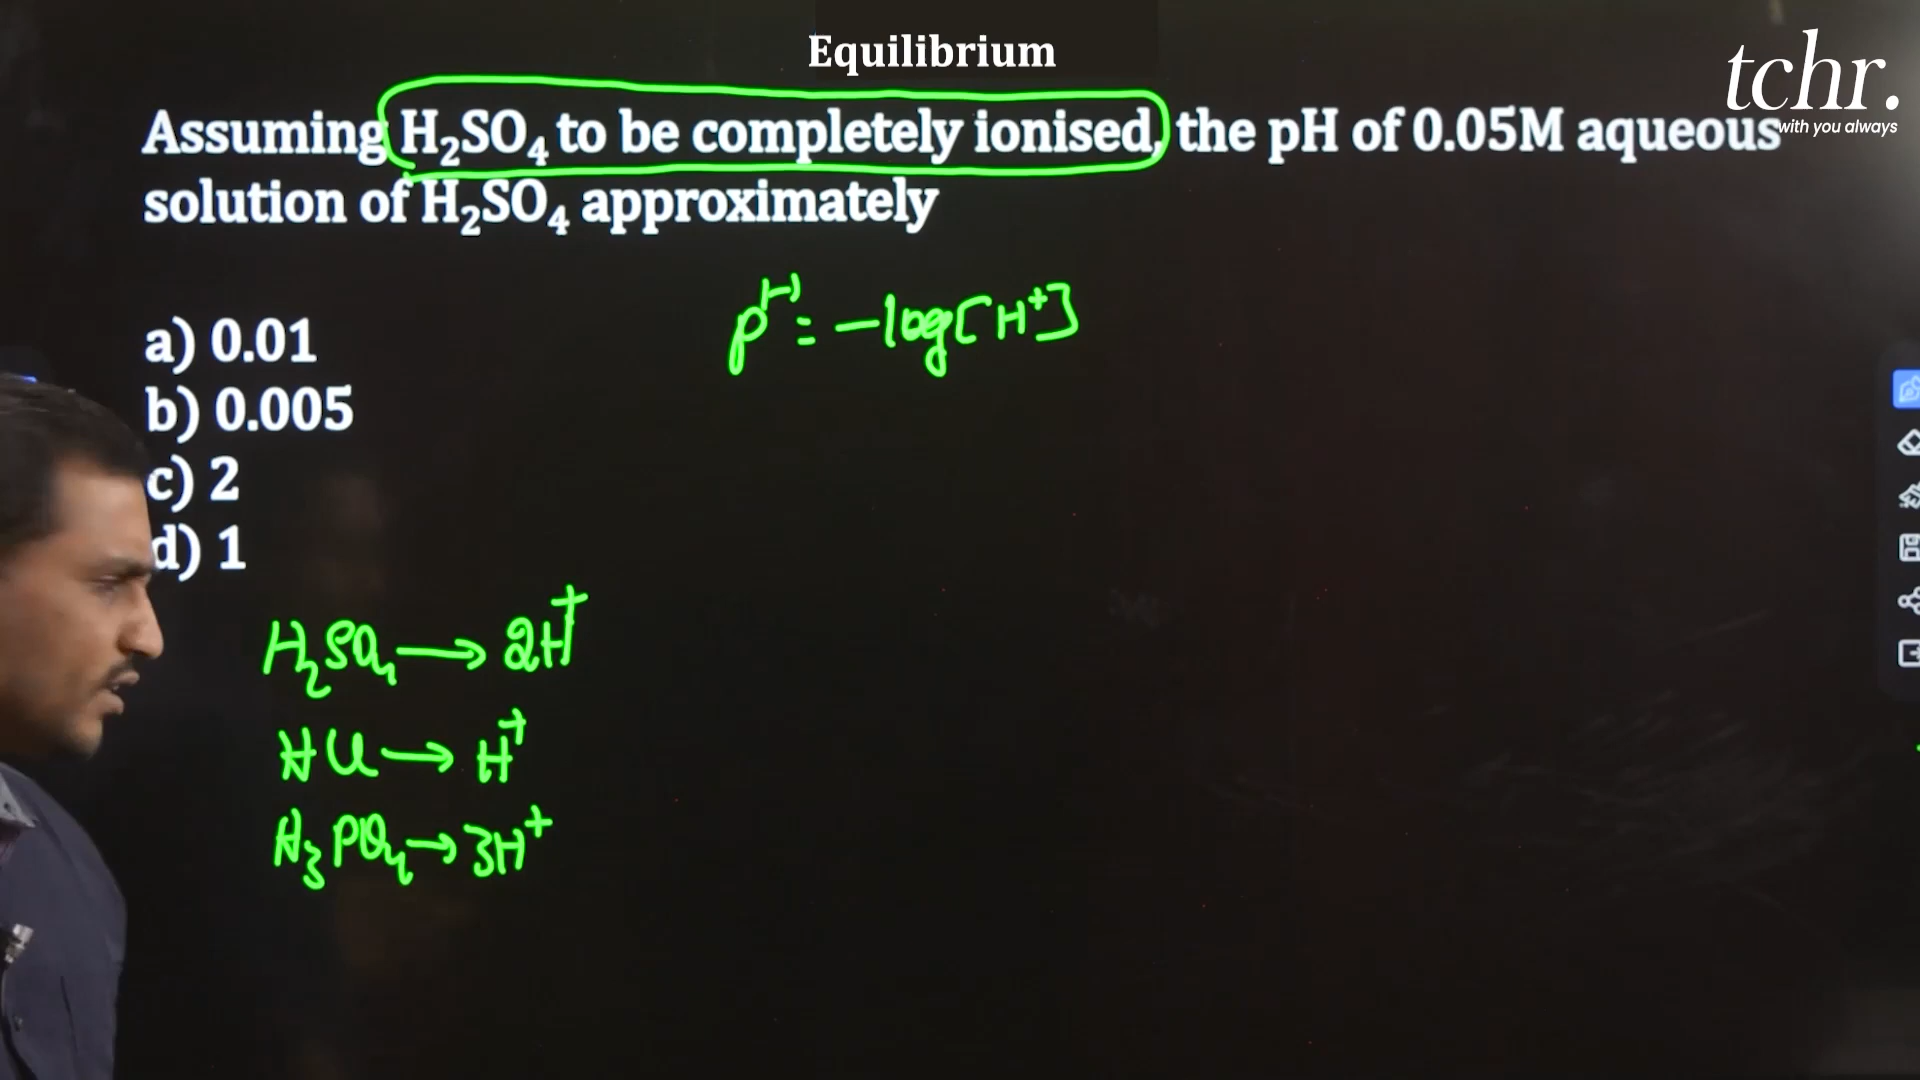 Equilibrium
tchr.
with you always
Assuming H₂SO₄ to be completely ionised, the pH of 0.05M aqueous
solution of H₂SO₄ approximately
pH = -log[H⁺]
a) 0.01
b) 0.005
c) 2
d) 1
H₂SO₄ → 2H⁺
HCl → H⁺
H₃PO₄ → 3H⁺